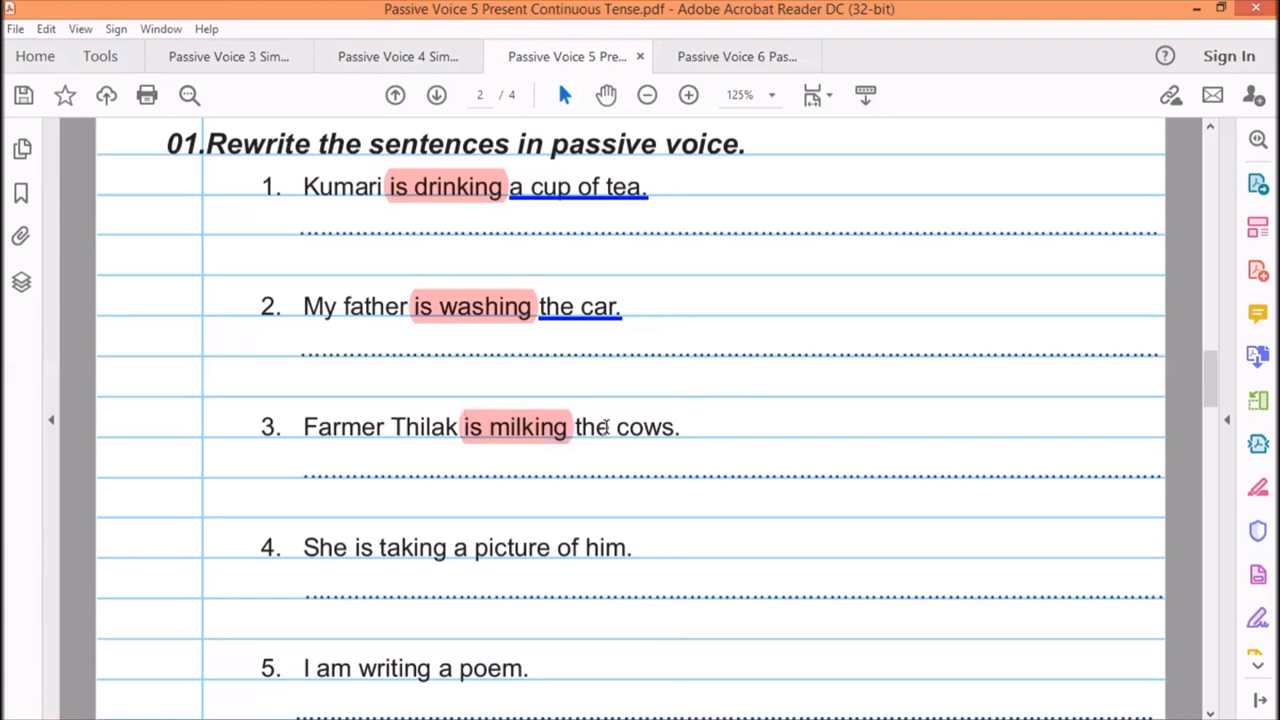 Passive Voice 5 Present Continuous Tense.pdf - Adobe Acrobat Reader DC (32-bit)
File Edit View Sign Window Help
Home Tools Passive Voice 3 Sim... Passive Voice 4 Sim... Passive Voice 5 Pre... × Passive Voice 6 Pas... Sign In
2 / 4 125%
01.Rewrite the sentences in passive voice.
1. Kumari is drinking a cup of tea.
2. My father is washing the car.
3. Farmer Thilak is milking the cows.
4. She is taking a picture of him.
5. I am writing a poem.